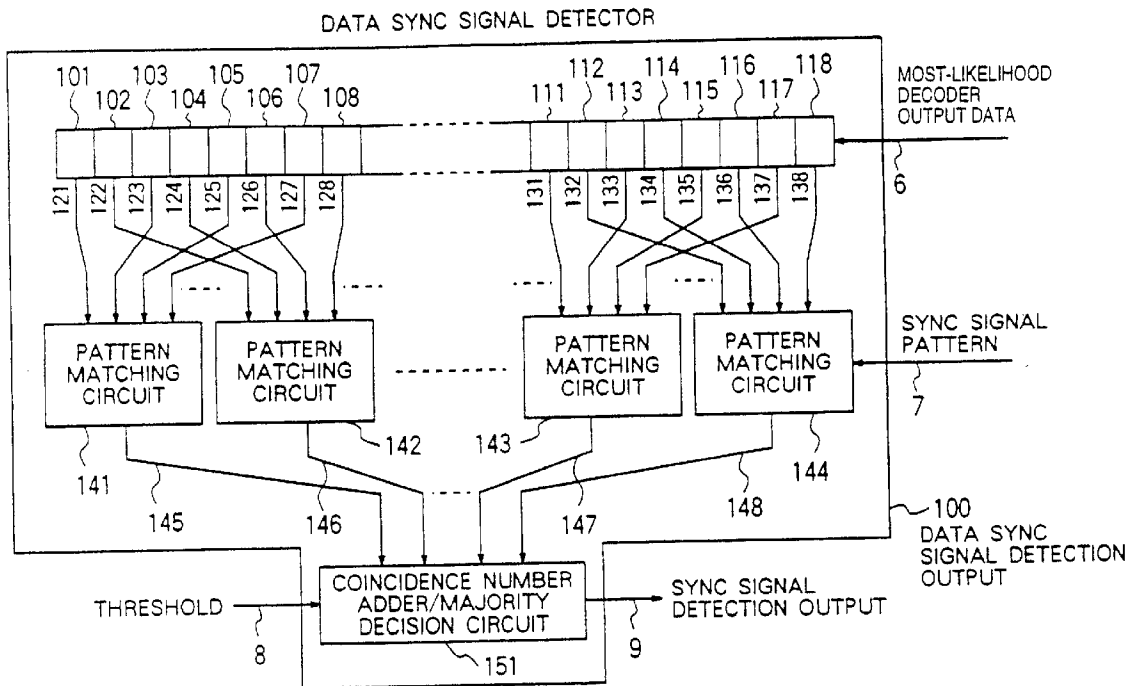 DATA SYNC SIGNAL DETECTOR
101 103 105 107
102 104 106 108
112 114 116 118
111 113 115 117
MOST-LIKELIHOOD
DECODER
OUTPUT DATA
6
121 122 123 124 125 126 127 128
131 132 133 134 135 136 137 138
PATTERN
MATCHING
CIRCUIT
PATTERN
MATCHING
CIRCUIT
PATTERN
MATCHING
CIRCUIT
PATTERN
MATCHING
CIRCUIT
SYNC SIGNAL
PATTERN
7
141
142
143
144
145
146
147
148
100
DATA SYNC
SIGNAL DETECTION
OUTPUT
THRESHOLD
8
COINCIDENCE NUMBER
ADDER/MAJORITY
DECISION CIRCUIT
151
SYNC SIGNAL
DETECTION OUTPUT
9